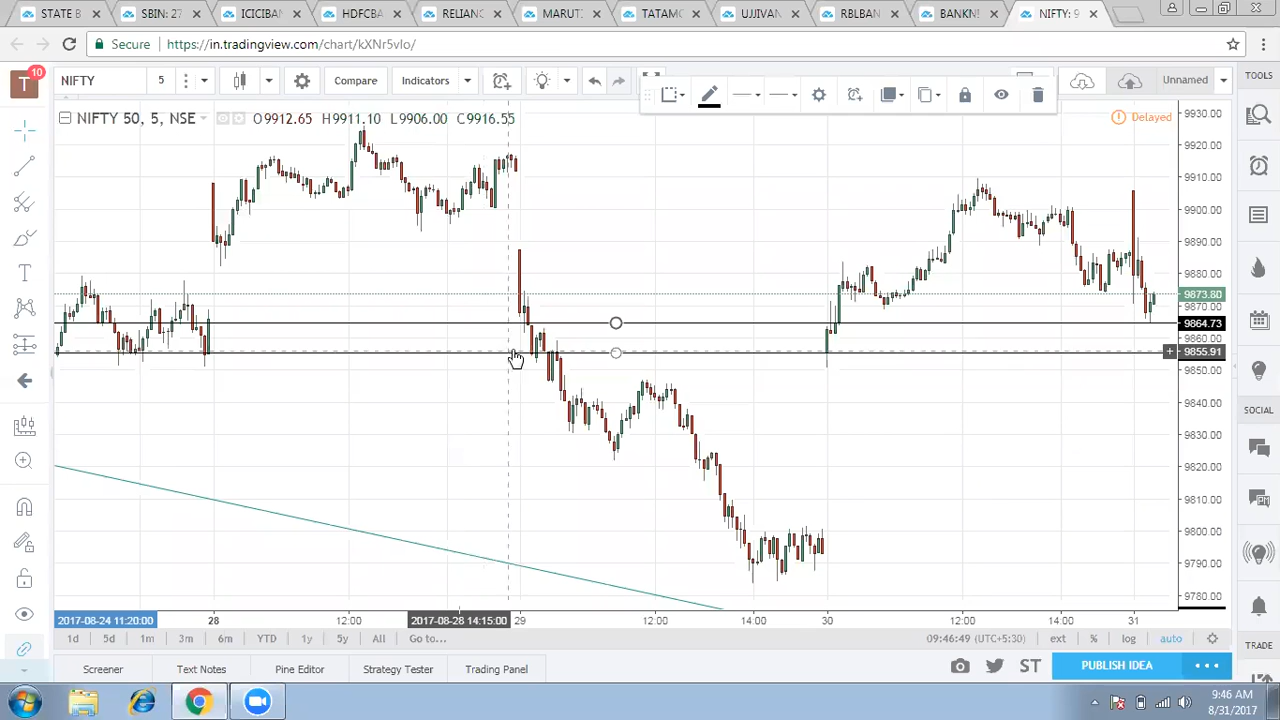 STATE B
SBIN: 27
ICICIBAN
HDFCBA
RELIANC
MARUT
TATAMO
UJJIVAN
RBLBAN
BANKN
NIFTY: 9
Secure
https://in.tradingview.com/chart/kXNr5vIo/
T
10
NIFTY
5
Compare
Indicators
Unnamed
TOOLS
NIFTY 50, 5, NSE
O9912.65 H9911.10 L9906.00 C9916.55
Delayed
9930.00
9920.00
9910.00
9900.00
9890.00
9880.00
9873.80
9870.00
9864.73
9860.00
9855.91
9850.00
9840.00
9830.00
9820.00
9810.00
9800.00
9790.00
9780.00
SOCIAL
TRADE
2017-08-24 11:20:00
28
12:00
2017-08-28 14:15:00
29
12:00
14:00
30
12:00
14:00
31
1d 5d 1m 3m 6m YTD 1y 5y All Go to...
09:46:49 (UTC+5:30) ext % log auto
Screener
Text Notes
Pine Editor
Strategy Tester
Trading Panel
ST
PUBLISH IDEA
9:46 AM
8/31/2017